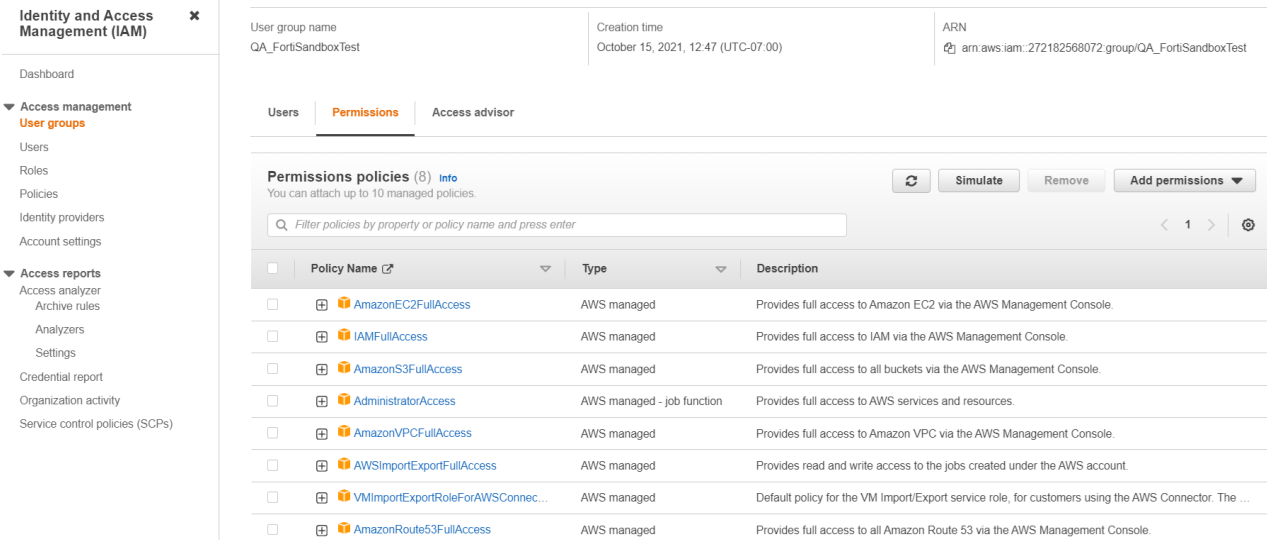 Identity and Access
Management (IAM)
Dashboard
Access management
User groups
Users
Roles
Policies
Identity providers
Account settings
Access reports
Access analyzer
Archive rules
Analyzers
Settings
Credential report
Organization activity
Service control policies (SCPs)
User group name
QA_FortiSandboxTest
Creation time
October 15, 2021, 12:47 (UTC-07:00)
ARN
arn:aws:iam::272182568072:group/QA_FortiSandboxTest
Users Permissions Access advisor
Permissions policies (8) Info
You can attach up to 10 managed policies.
Simulate Remove Add permissions
Filter policies by property or policy name and press enter
1
Policy Name Type Description
AmazonEC2FullAccess AWS managed Provides full access to Amazon EC2 via the AWS Management Console.
IAMFullAccess AWS managed Provides full access to IAM via the AWS Management Console.
AmazonS3FullAccess AWS managed Provides full access to all buckets via the AWS Management Console.
AdministratorAccess AWS managed - job function Provides full access to AWS services and resources.
AmazonVPCFullAccess AWS managed Provides full access to Amazon VPC via the AWS Management Console.
AWSImportExportFullAccess AWS managed Provides read and write access to the jobs created under the AWS account.
VMImportExportRoleForAWSConnec... AWS managed Default policy for the VM Import/Export service role, for customers using the AWS Connector. The ...
AmazonRoute53FullAccess AWS managed Provides full access to all Amazon Route 53 via the AWS Management Console.